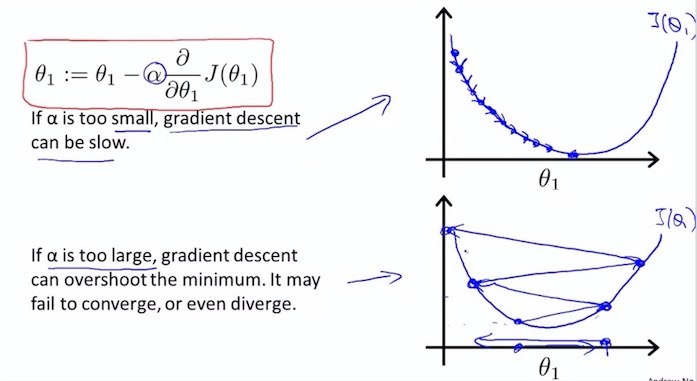 θ₁ := θ₁ − α ∂/∂θ₁ J(θ₁)
If α is too small, gradient descent
can be slow.
J(θ₁)
θ₁
If α is too large, gradient descent
can overshoot the minimum. It may
fail to converge, or even diverge.
J(θ₁)
θ₁